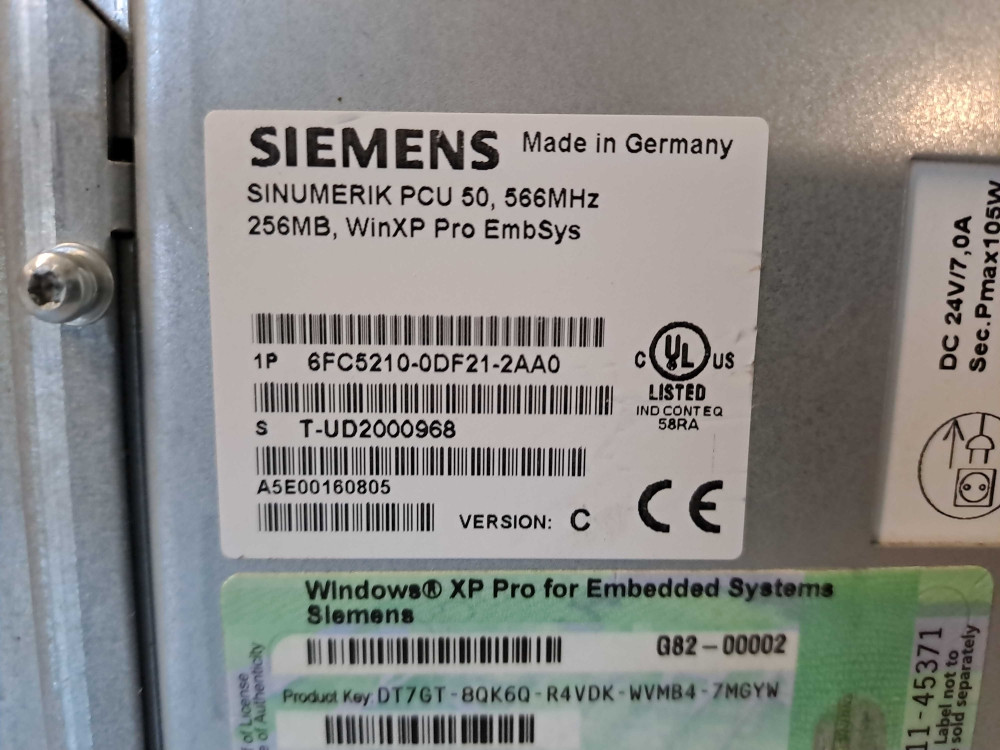 SIEMENS Made in Germany
SINUMERIK PCU 50, 566MHz
256MB, WinXP Pro EmbSys
1P 6FC5210-0DF21-2AA0
S T-UD2000968
A5E00160805
VERSION: C
C UL US
LISTED
IND CONT EQ
58RA
CE
DC 24V/7,0A
Sec.Pmax105W
Windows® XP Pro for Embedded Systems
Siemens
G82-00002
Product Key: DT7GT-8QK6Q-R4VDK-WVMB4-7MGYW
of License
of Authenticity
11-45371
Label not to
sold separately